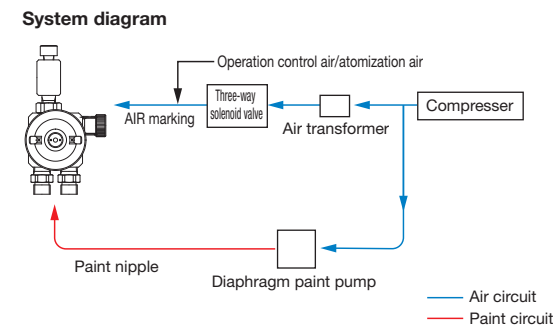 System diagram
Operation control air/atomization air
Three-way
solenoid valve
Compresser
AIR marking
Air transformer
Paint nipple
Diaphragm paint pump
Air circuit
Paint circuit